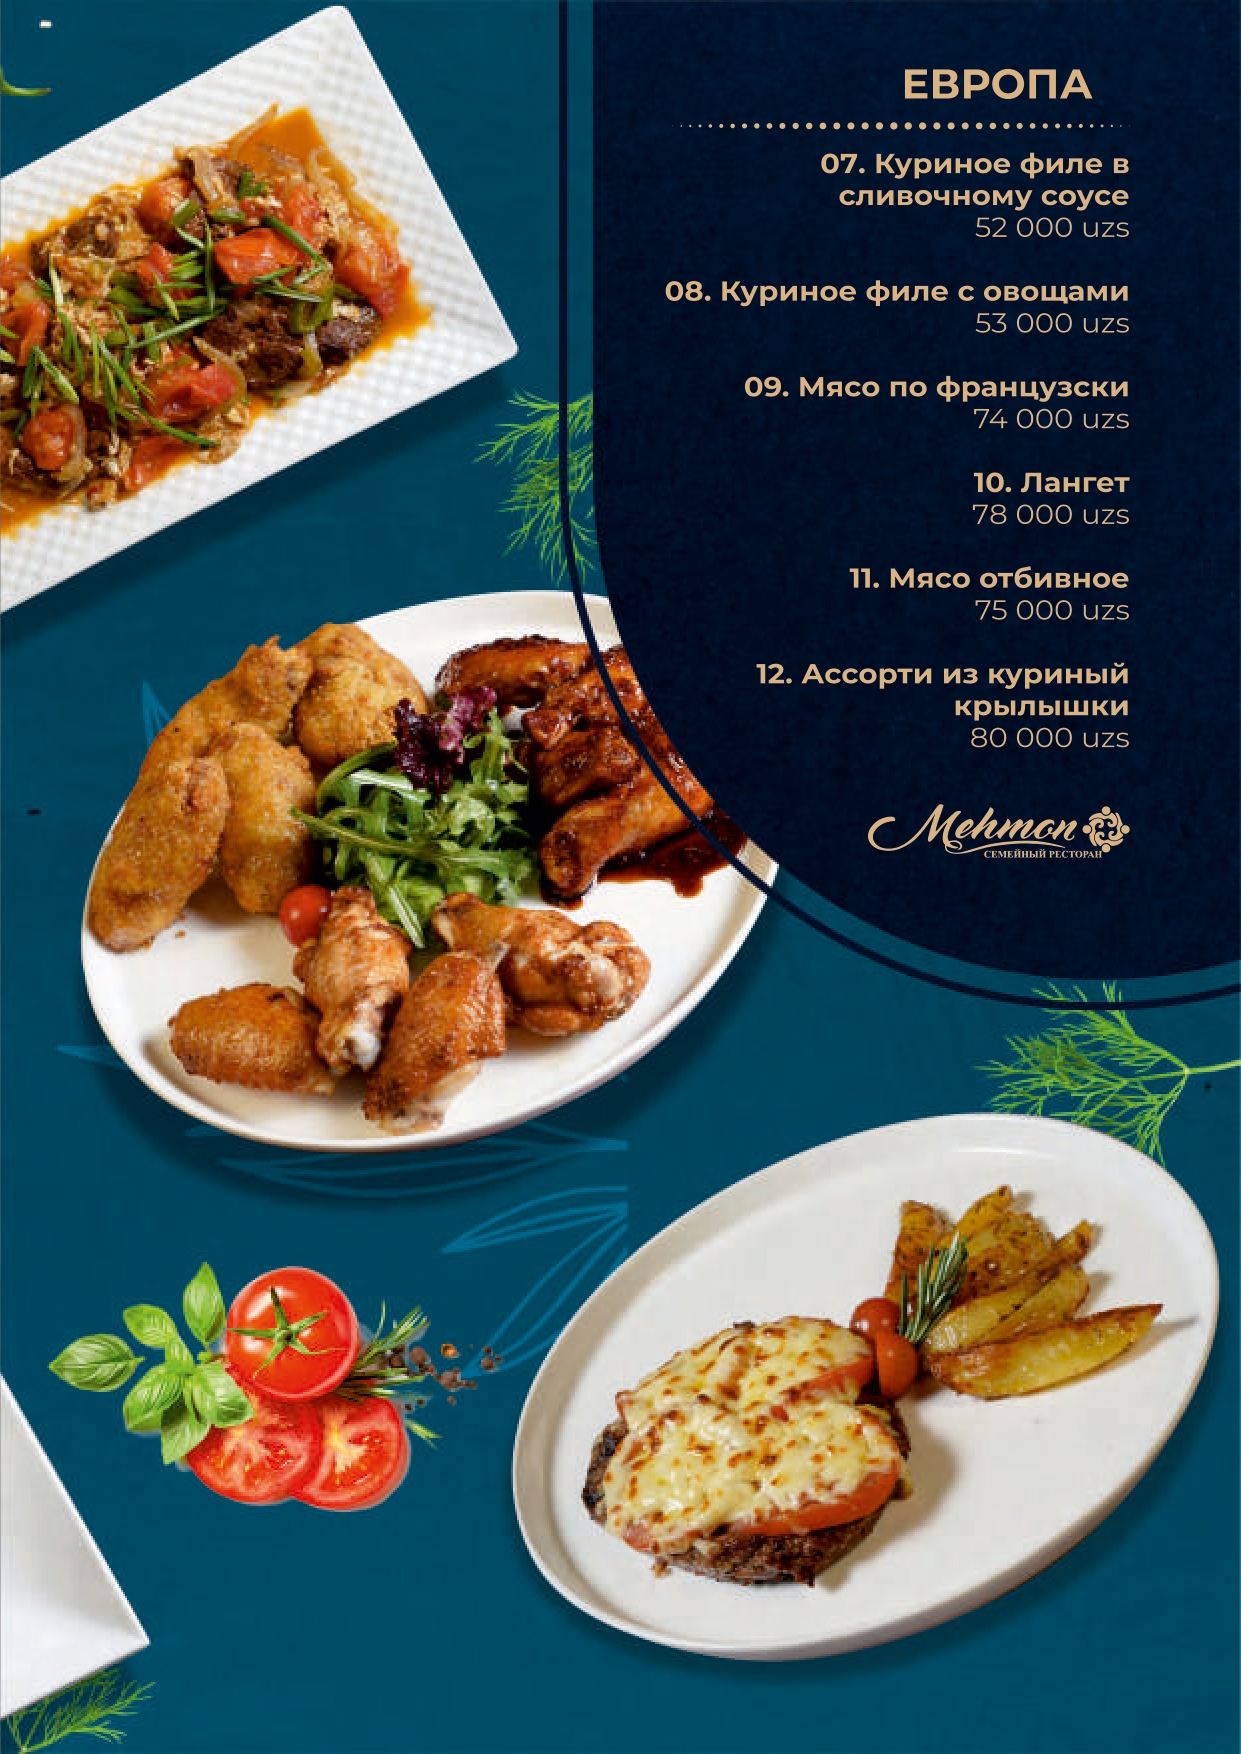 ЕВРОПА
07. Куриное филе в
сливочному соусе
52 000 uzs
08. Куриное филе с овощами
53 000 uzs
09. Мясо по французски
74 000 uzs
10. Лангет
78 000 uzs
11. Мясо отбивное
75 000 uzs
12. Ассорти из куриный
крылышки
80 000 uzs
Mehmon
СЕМЕЙНЫЙ РЕСТОРАН